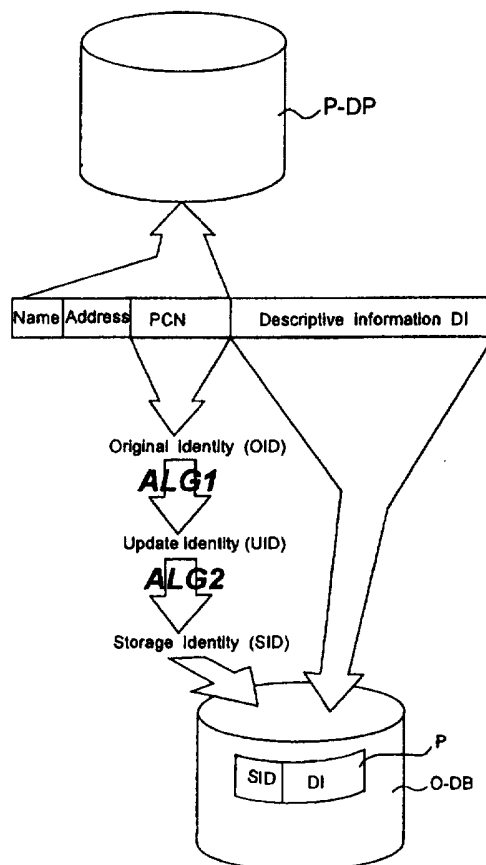 P-DP
Name Address PCN Descriptive information DI
Original Identity (OID)
ALG1
Update Identity (UID)
ALG2
Storage Identity (SID)
P
SID DI
O-DB